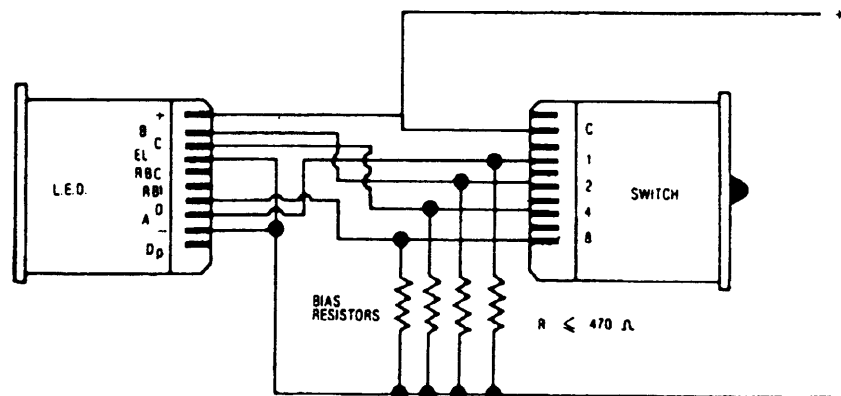 +
+
B
C
EL
RBC
RBI
D
A
−
Dp
L.E.D.
C
1
2
4
8
SWITCH
BIAS
RESISTORS
R ⩽ 470 Ω